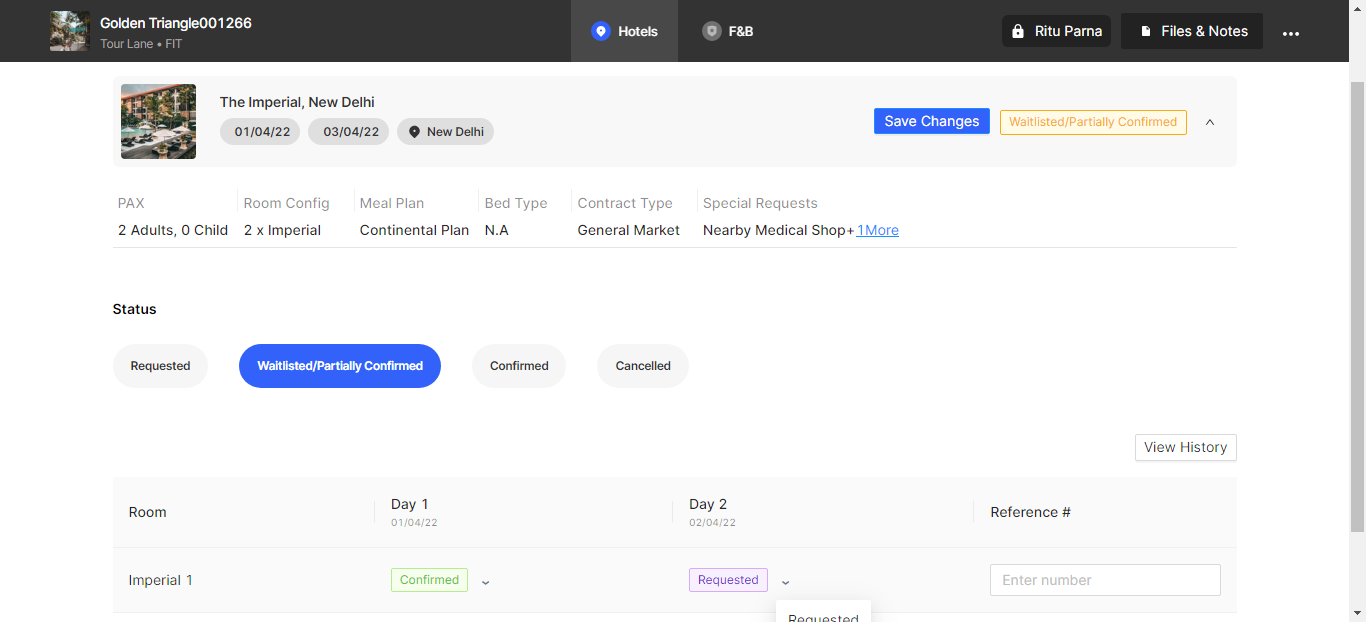 Golden Triangle001266
Tour Lane • FIT
Hotels
F&B
Ritu Parna
Files & Notes
The Imperial, New Delhi
01/04/22
03/04/22
New Delhi
Save Changes
Waitlisted/Partially Confirmed
PAX
Room Config
Meal Plan
Bed Type
Contract Type
Special Requests
2 Adults, 0 Child
2 x Imperial
Continental Plan
N.A
General Market
Nearby Medical Shop+1More
Status
Requested
Waitlisted/Partially Confirmed
Confirmed
Cancelled
View History
Room
Day 1
01/04/22
Day 2
02/04/22
Reference #
Imperial 1
Confirmed
Requested
Enter number
Requested